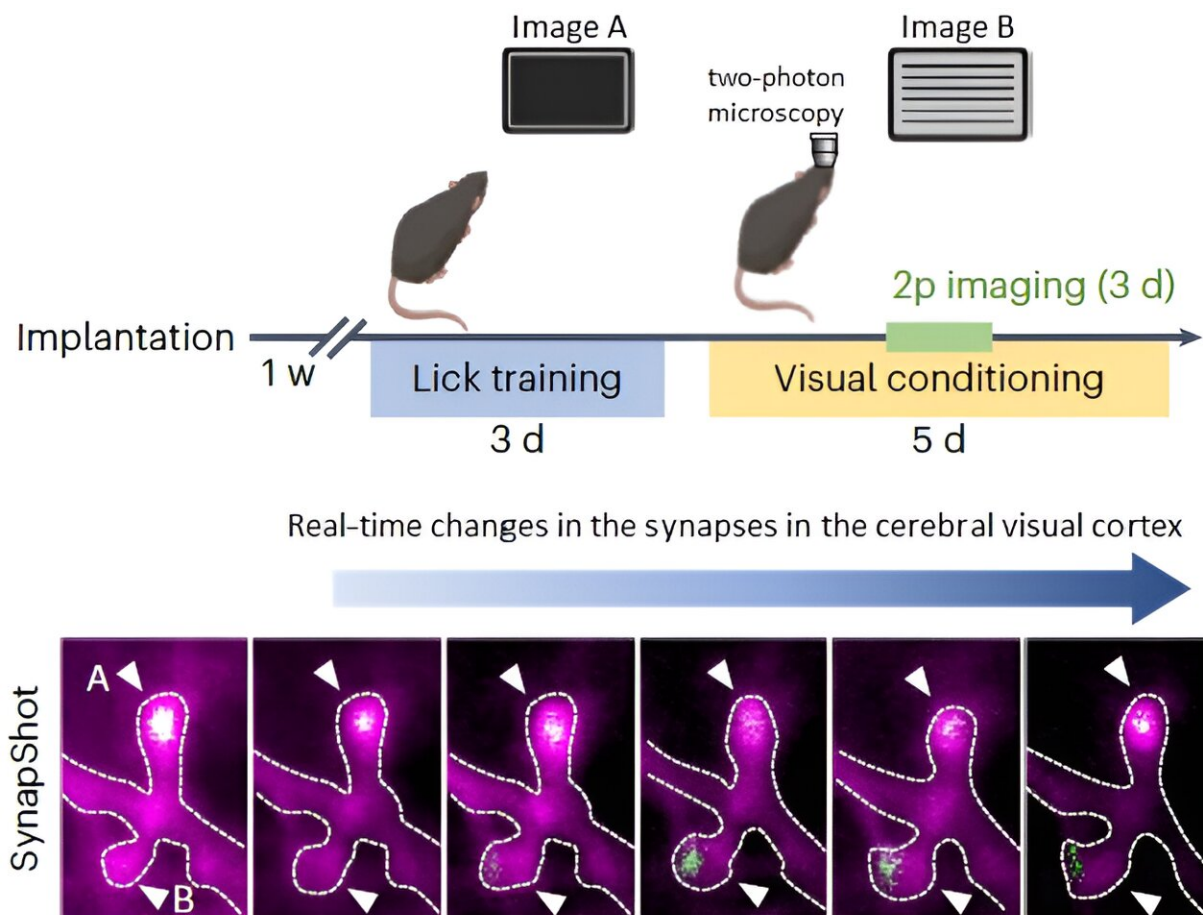 Image A
Image B
two-photon
microscopy
2p imaging (3 d)
Implantation
1 w
Lick training
Visual conditioning
3 d
5 d
Real-time changes in the synapses in the cerebral visual cortex
SynapShot
A
B